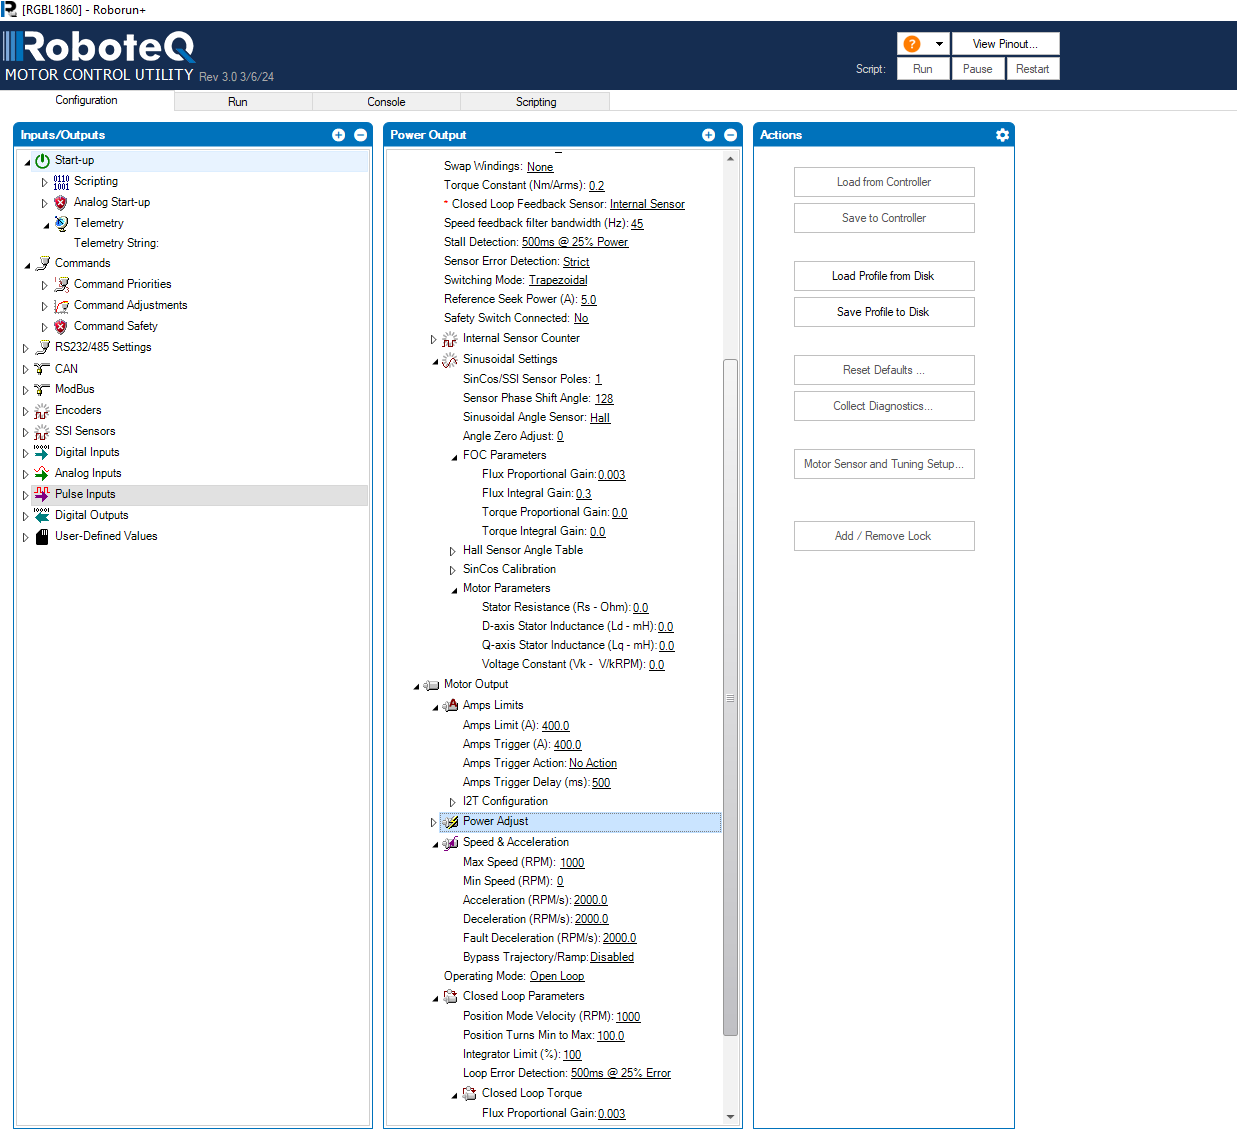 [RGBL1860] - Roborun+
RoboteQ
MOTOR CONTROL UTILITY Rev 3.0 3/6/24
? View Pinout...
Script: Run Pause Restart
Configuration Run Console Scripting
Inputs/Outputs
Start-up
Scripting
Analog Start-up
Telemetry
Telemetry String:
Commands
Command Priorities
Command Adjustments
Command Safety
RS232/485 Settings
CAN
ModBus
Encoders
SSI Sensors
Digital Inputs
Analog Inputs
Pulse Inputs
Digital Outputs
User-Defined Values
Power Output
Swap Windings: None
Torque Constant (Nm/Arms): 0.2
* Closed Loop Feedback Sensor: Internal Sensor
Speed feedback filter bandwidth (Hz): 45
Stall Detection: 500ms @ 25% Power
Sensor Error Detection: Strict
Switching Mode: Trapezoidal
Reference Seek Power (A): 5.0
Safety Switch Connected: No
Internal Sensor Counter
Sinusoidal Settings
SinCos/SSI Sensor Poles: 1
Sensor Phase Shift Angle: 128
Sinusoidal Angle Sensor: Hall
Angle Zero Adjust: 0
FOC Parameters
Flux Proportional Gain: 0.003
Flux Integral Gain: 0.3
Torque Proportional Gain: 0.0
Torque Integral Gain: 0.0
Hall Sensor Angle Table
SinCos Calibration
Motor Parameters
Stator Resistance (Rs - Ohm): 0.0
D-axis Stator Inductance (Ld - mH): 0.0
Q-axis Stator Inductance (Lq - mH): 0.0
Voltage Constant (Vk - V/kRPM): 0.0
Motor Output
Amps Limits
Amps Limit (A): 400.0
Amps Trigger (A): 400.0
Amps Trigger Action: No Action
Amps Trigger Delay (ms): 500
I2T Configuration
Power Adjust
Speed & Acceleration
Max Speed (RPM): 1000
Min Speed (RPM): 0
Acceleration (RPM/s): 2000.0
Deceleration (RPM/s): 2000.0
Fault Deceleration (RPM/s): 2000.0
Bypass Trajectory/Ramp: Disabled
Operating Mode: Open Loop
Closed Loop Parameters
Position Mode Velocity (RPM): 1000
Position Turns Min to Max: 100.0
Integrator Limit (%): 100
Loop Error Detection: 500ms @ 25% Error
Closed Loop Torque
Flux Proportional Gain: 0.003
Actions
Load from Controller
Save to Controller
Load Profile from Disk
Save Profile to Disk
Reset Defaults ...
Collect Diagnostics...
Motor Sensor and Tuning Setup...
Add / Remove Lock